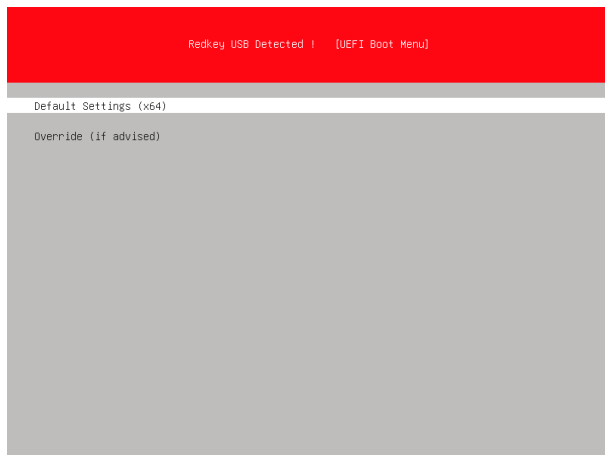 Redkey USB Detected !   [UEFI Boot Menu]
Default Settings (x64)
Override (if advised)